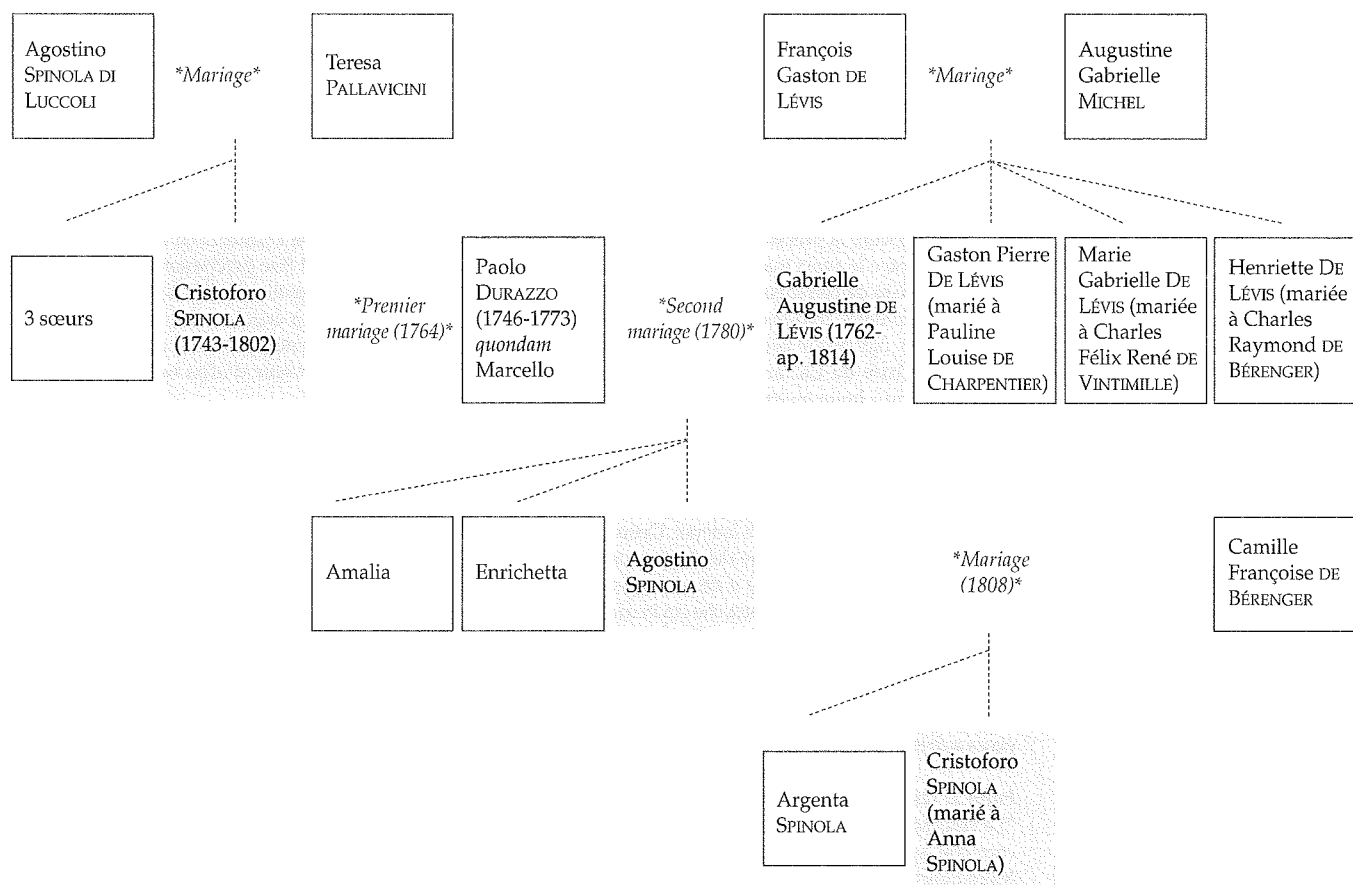 Agostino
SPINOLA DI
LUCCOLI
*Mariage*
Teresa
PALLAVICINI
François
Gaston DE
LÉVIS
*Mariage*
Augustine
Gabrielle
MICHEL
3 sœurs
Cristoforo
SPINOLA
(1743-1802)
*Premier
mariage (1764)*
Paolo
DURAZZO
(1746-1773)
quondam
Marcello
*Second
mariage (1780)*
Gabrielle
Augustine DE
LÉVIS (1762-
ap. 1814)
Gaston Pierre
DE LÉVIS
(marié à
Pauline
Louise DE
CHARPENTIER)
Marie
Gabrielle DE
LÉVIS (mariée
à Charles
Félix René DE
VINTIMILLE)
Henriette DE
LÉVIS (mariée
à Charles
Raymond DE
BÉRENGER)
Amalia
Enrichetta
Agostino
SPINOLA
*Mariage
(1808)*
Camille
Françoise DE
BÉRENGER
Argenta
SPINOLA
Cristoforo
SPINOLA
(marié à
Anna
SPINOLA)